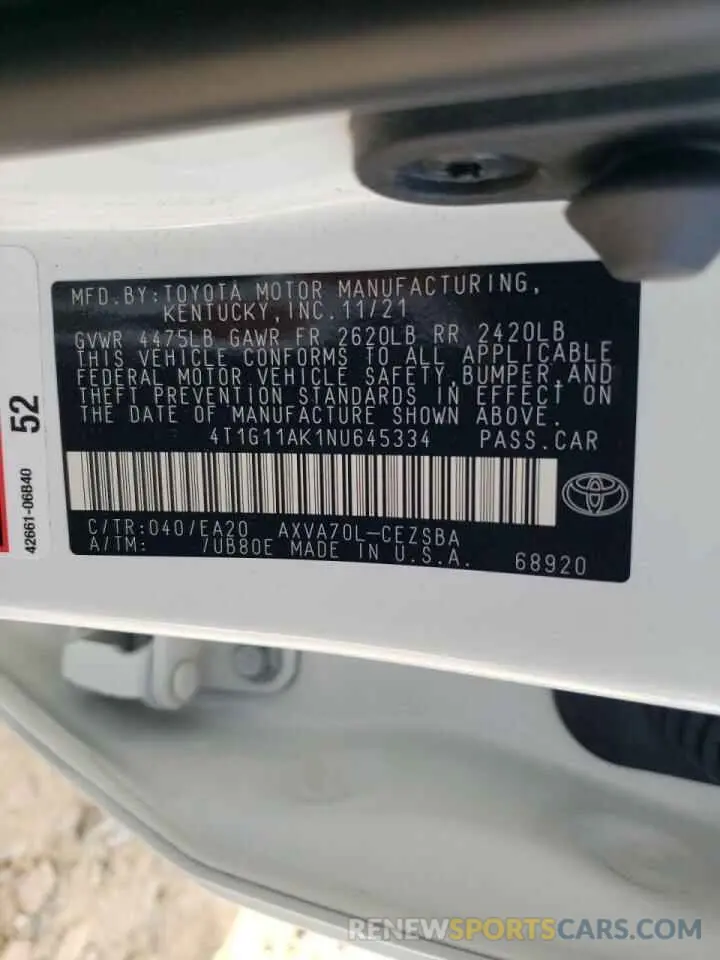 MFD. BY: TOYOTA MOTOR MANUFACTURING,
KENTUCKY, INC. 11/21
GVWR 4475LB GAWR FR 2620LB RR 2420LB
THIS VEHICLE CONFORMS TO ALL APPLICABLE
FEDERAL MOTOR VEHICLE SAFETY, BUMPER, AND
THEFT PREVENTION STANDARDS IN EFFECT ON
THE DATE OF MANUFACTURE SHOWN ABOVE.
4T1G11AK1NU645334 PASS. CAR
C/TR: 040/EA20 AXVA70L-CEZSBA
A/TM: /UB80E MADE IN U.S.A. 68920
52
42661-06B40
RENEWSPORTSCARS.COM